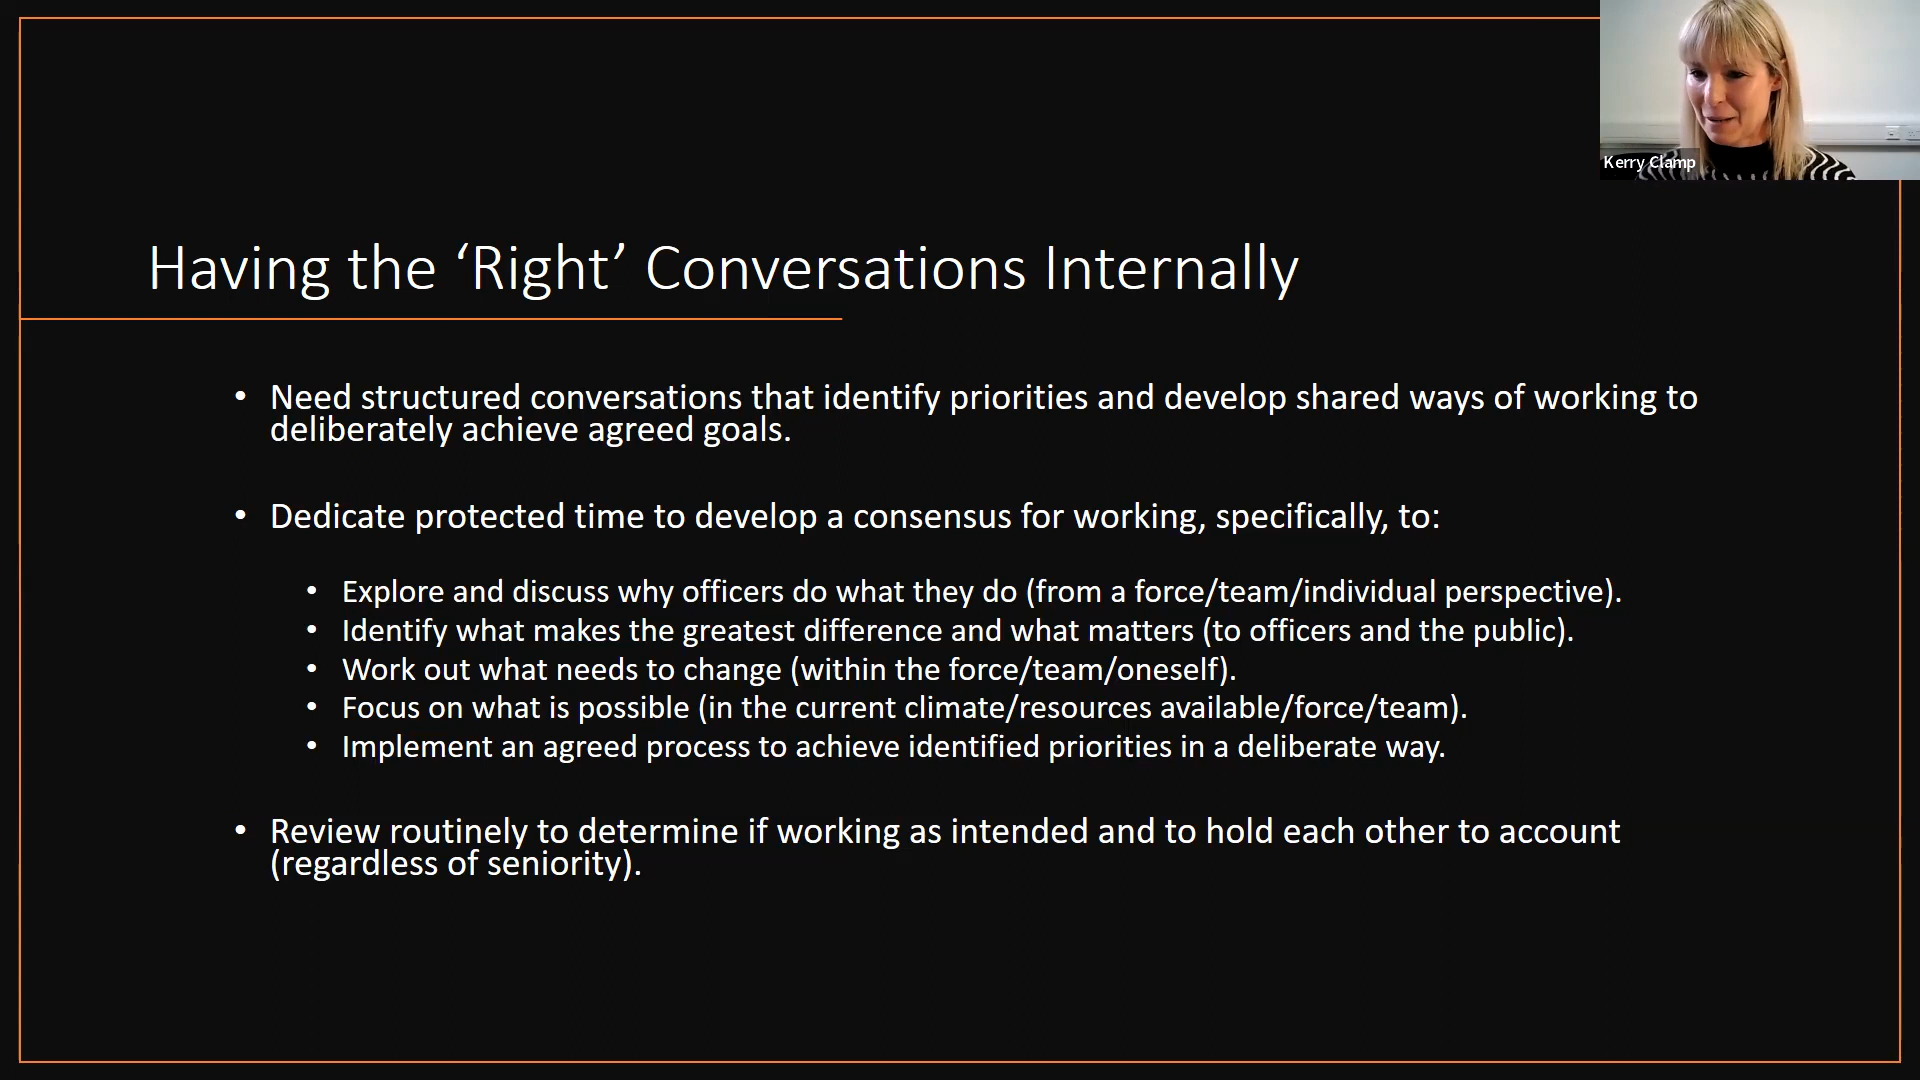 Kerry Clamp
Having the ‘Right’ Conversations Internally
• Need structured conversations that identify priorities and develop shared ways of working to
deliberately achieve agreed goals.
• Dedicate protected time to develop a consensus for working, specifically, to:
• Explore and discuss why officers do what they do (from a force/team/individual perspective).
• Identify what makes the greatest difference and what matters (to officers and the public).
• Work out what needs to change (within the force/team/oneself).
• Focus on what is possible (in the current climate/resources available/force/team).
• Implement an agreed process to achieve identified priorities in a deliberate way.
• Review routinely to determine if working as intended and to hold each other to account
(regardless of seniority).